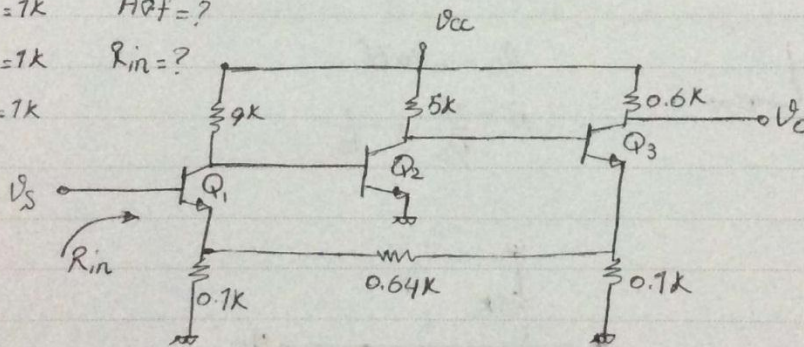 =1k Avf=?
=1k Rin=?
=1k
Vcc
9K
5K
0.6K
Vo
Q1
Q2
Q3
Vs
Rin
0.1K
0.64K
0.1K